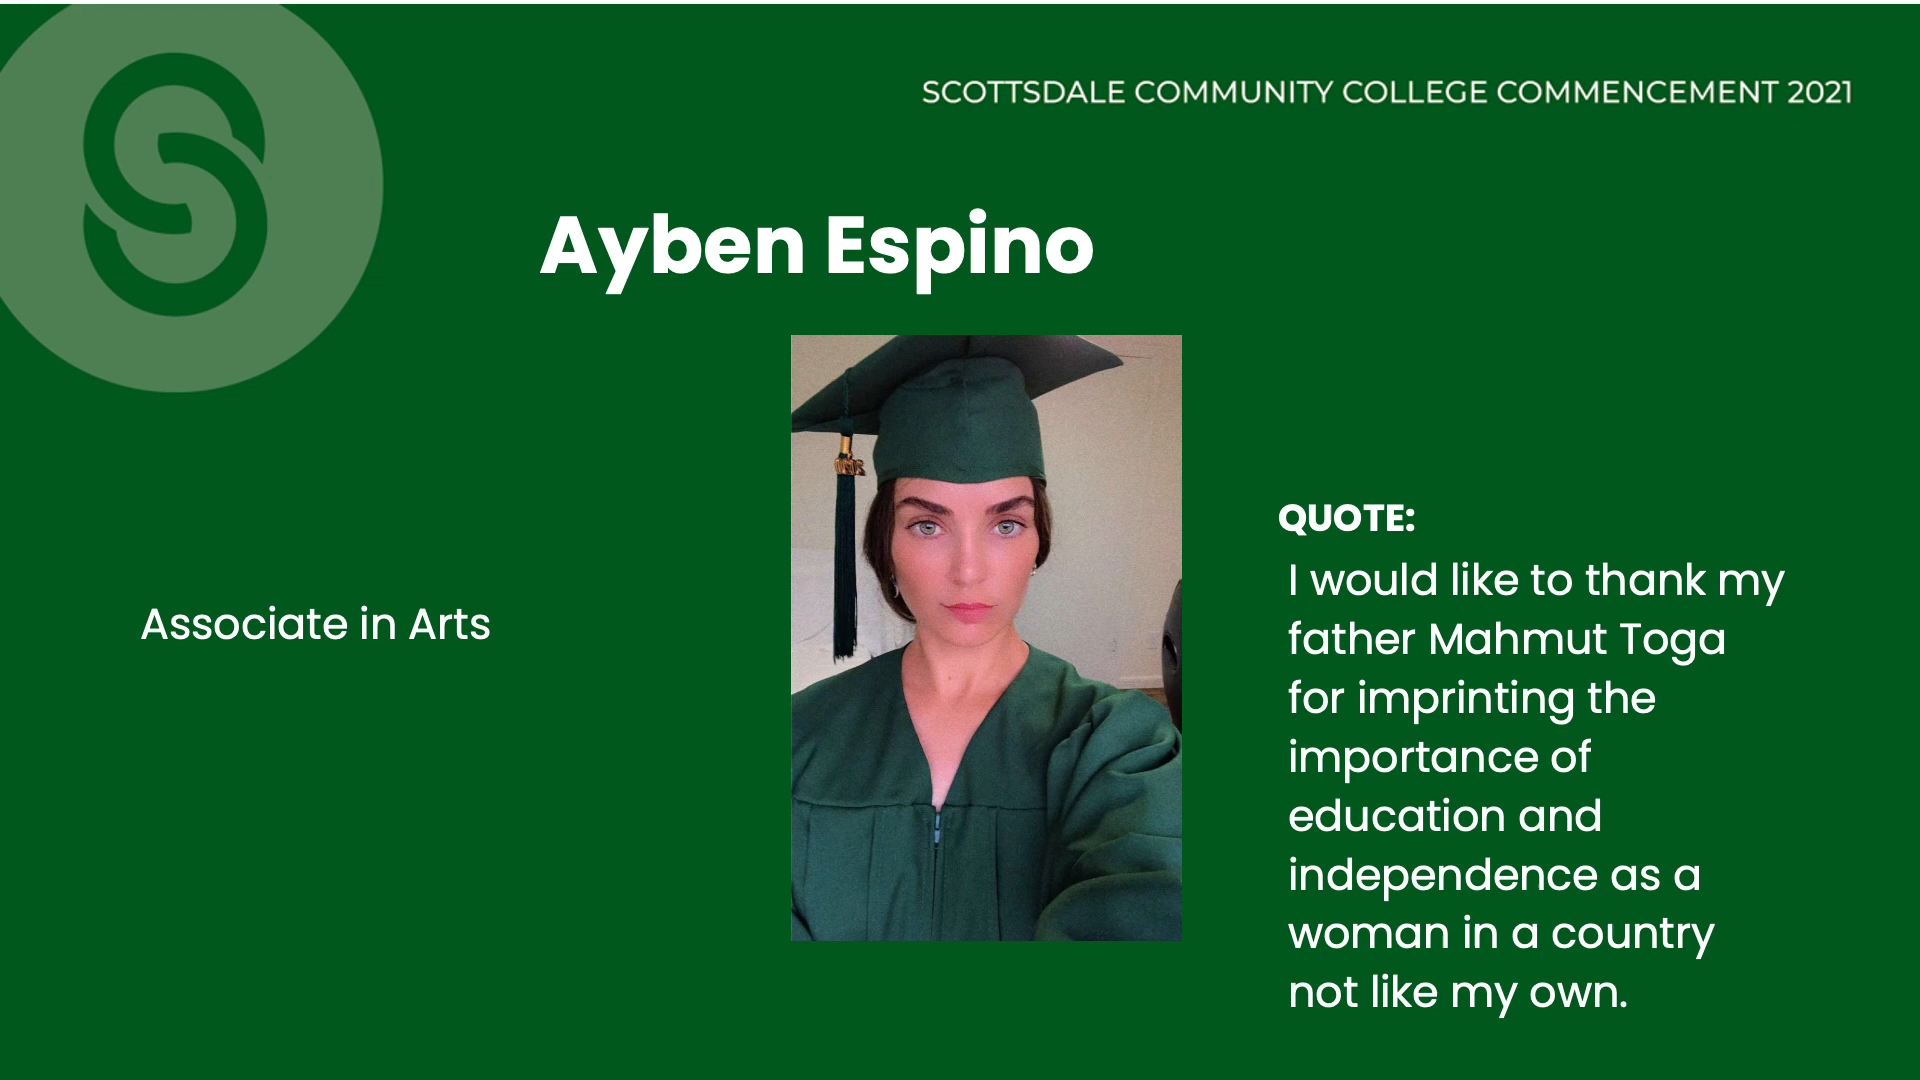 SCOTTSDALE COMMUNITY COLLEGE COMMENCEMENT 2021
Ayben Espino
Associate in Arts
QUOTE:
I would like to thank my
father Mahmut Toga
for imprinting the
importance of
education and
independence as a
woman in a country
not like my own.